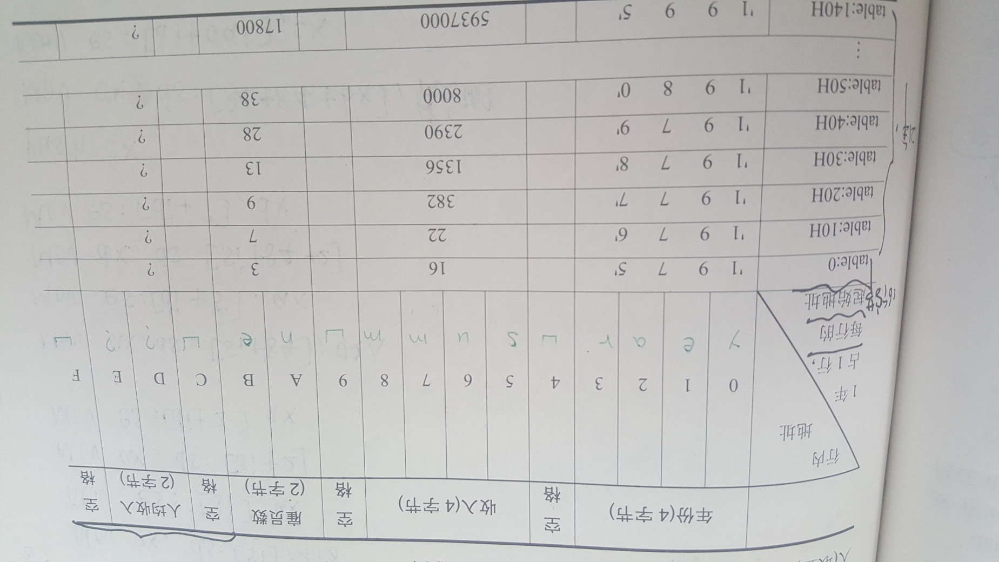 年份(4 字节) 空格 收入(4 字节) 空格 雇员数(2 字节) 空格 人均收入(2 字节) 空格
行内
地址
1 年
占 1 行，
每行的
起始地址
0 1 2 3 4 5 6 7 8 9 A B C D E F
y e a r ㄩ s u m m ㄩ n e ㄩ ? ? ㄩ
table:0 '1 9 7 5' 16 3 ?
table:10H '1 9 7 6' 22 7 ?
table:20H '1 9 7 7' 382 9 ?
table:30H '1 9 7 8' 1356 13 ?
table:40H '1 9 7 9' 2390 28 ?
table:50H '1 9 8 0' 8000 38 ?
⋮
table:140H '1 9 9 5' 5937000 17800 ?